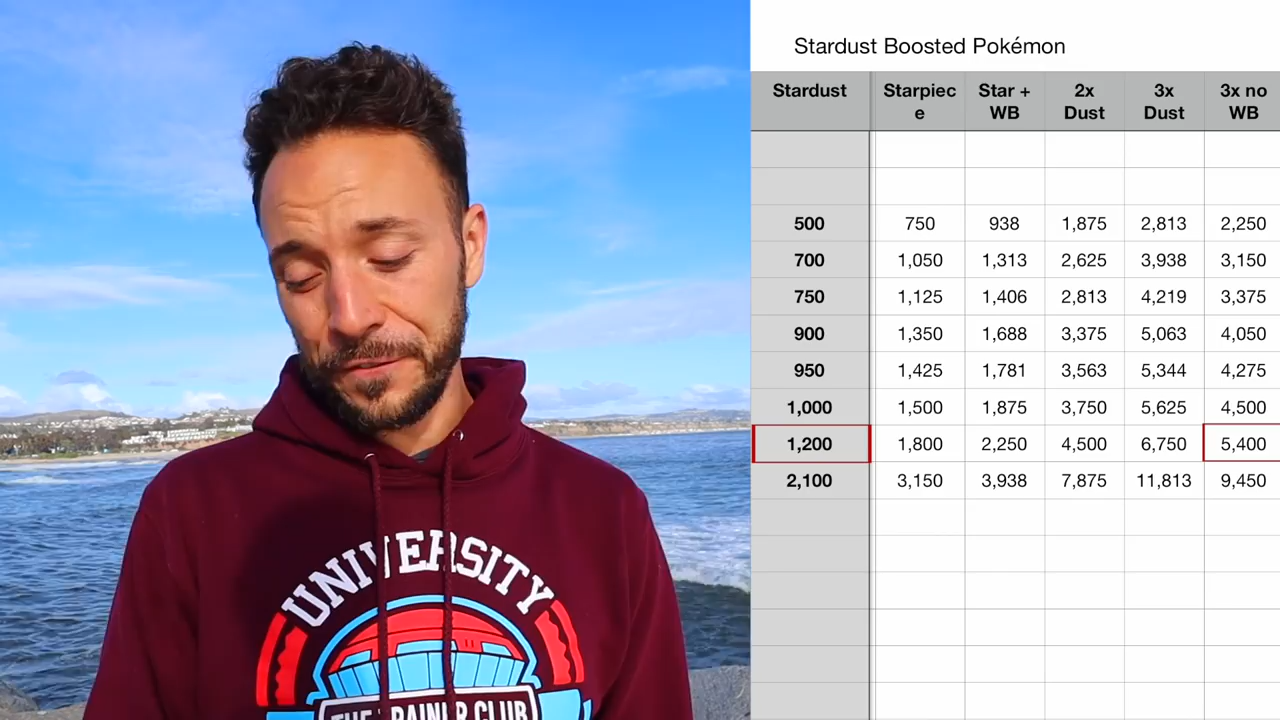 Stardust Boosted Pokémon
Stardust Starpiec Star + 2x 3x 3x no
e WB Dust Dust WB
500 750 938 1,875 2,813 2,250
700 1,050 1,313 2,625 3,938 3,150
750 1,125 1,406 2,813 4,219 3,375
900 1,350 1,688 3,375 5,063 4,050
950 1,425 1,781 3,563 5,344 4,275
1,000 1,500 1,875 3,750 5,625 4,500
1,200 1,800 2,250 4,500 6,750 5,400
2,100 3,150 3,938 7,875 11,813 9,450
UNIVERSITY
THE TRAINER CLUB